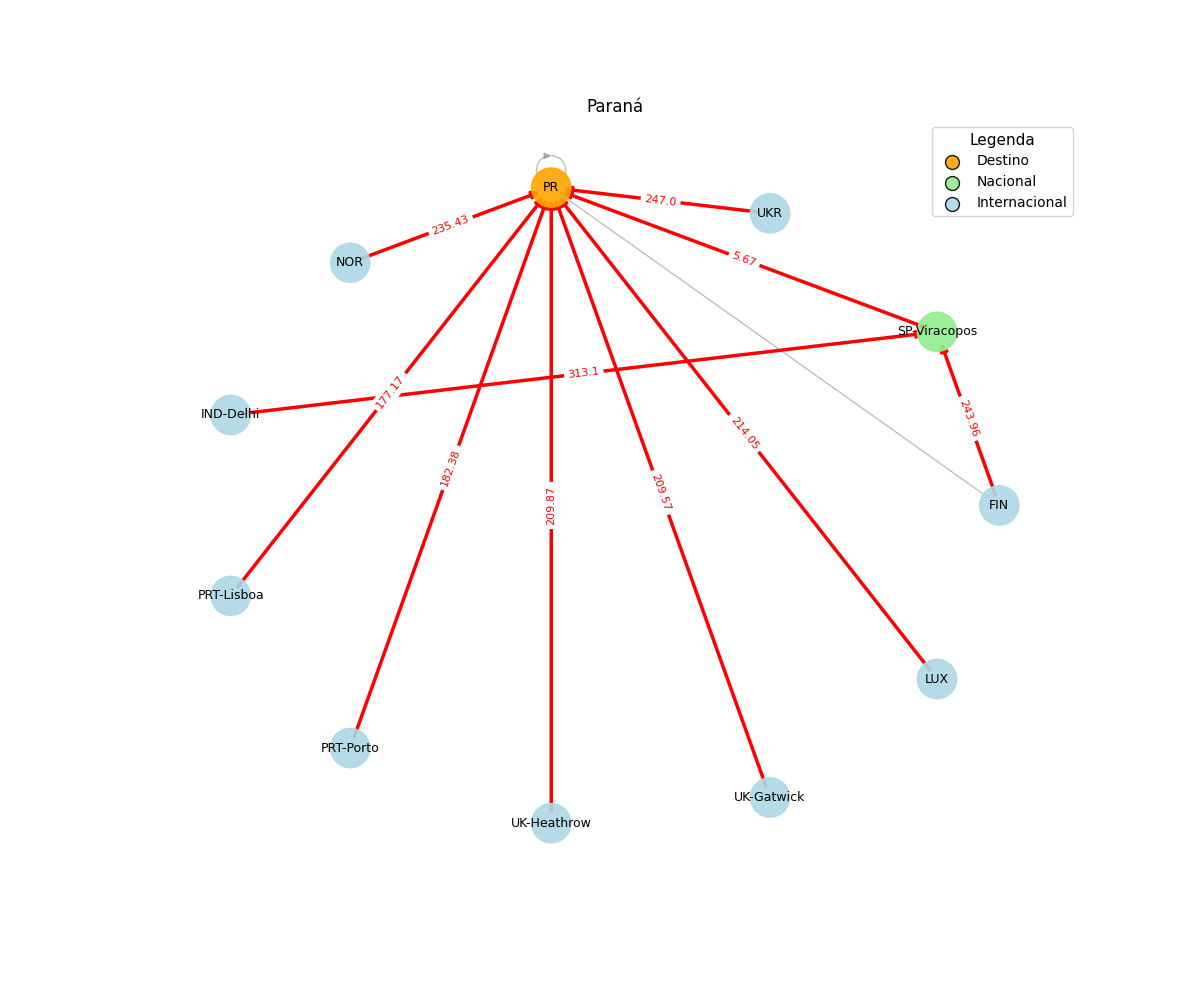 Paraná
Legenda
Destino
Nacional
Internacional
PR
UKR
247.0
235.43
NOR
5.67
SP-Viracopos
313.1
177.17
IND-Delhi
243.96
214.05
182.38
209.87
209.57
FIN
PRT-Lisboa
LUX
PRT-Porto
UK-Gatwick
UK-Heathrow